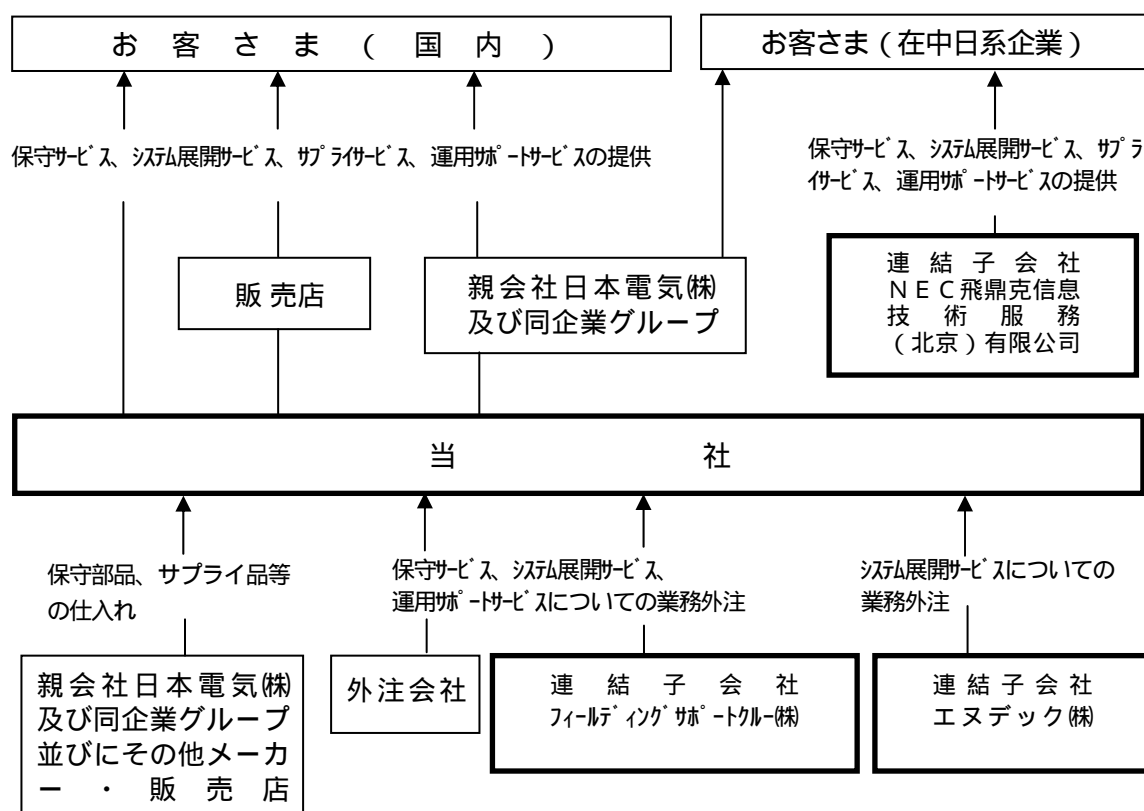 お客さま(国内)
お客さま(在中日系企業)
保守サービス、システム展開サービス、サプライサービス、運用サポートサービスの提供
保守サービス、システム展開サービス、サプラ
イサービス、運用サポートサービスの提供
販売店
親会社日本電気㈱
及び同企業グループ
連結子会社
NEC飛鼎克信息
技術服務
(北京)有限公司
当社
保守部品、サプライ品等
の仕入れ
保守サービス、システム展開サービス、
運用サポートサービスについての業務外注
システム展開サービスについての
業務外注
親会社日本電気㈱
及び同企業グループ
並びにその他メーカ
ー・販売店
外注会社
連結子会社
フィールディングサポートクルー㈱
連結子会社
エヌデック㈱